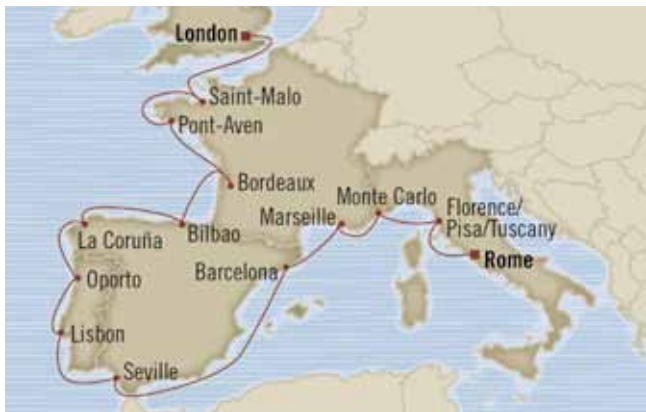 London
Saint-Malo
Pont-Aven
Bordeaux
Monte Carlo
Florence/
Pisa/Tuscany
Marseille
La Coruña
Bilbao
Rome
Barcelona
Oporto
Lisbon
Seville